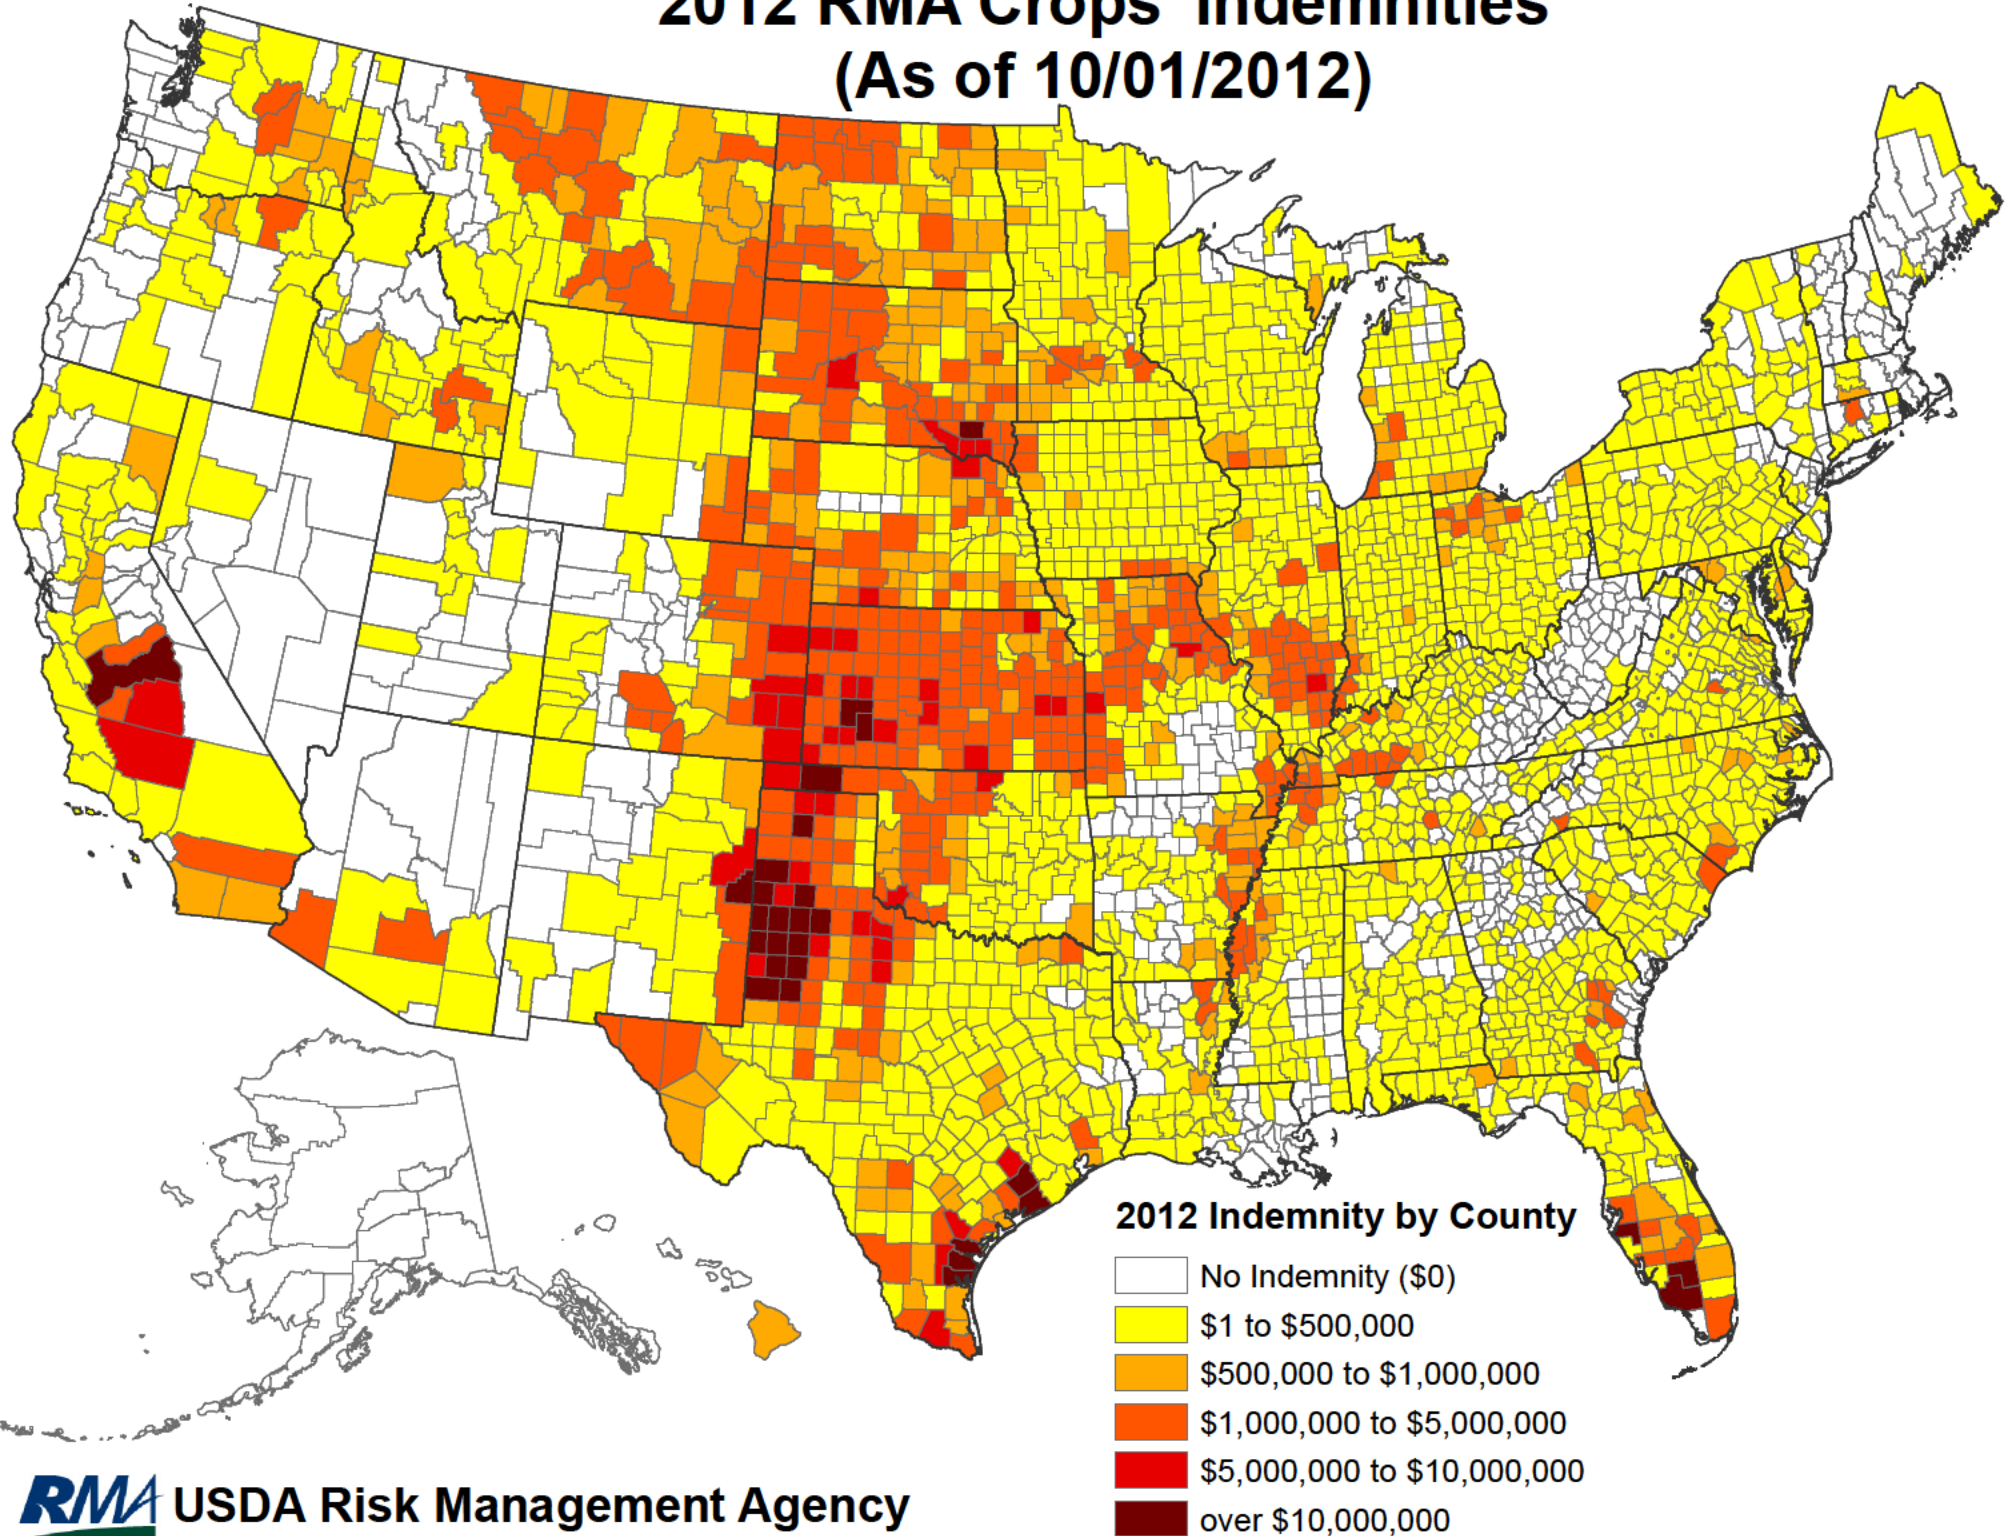 2012 RMA Crops' Indemnities
(As of 10/01/2012)
2012 Indemnity by County
No Indemnity ($0)
$1 to $500,000
$500,000 to $1,000,000
$1,000,000 to $5,000,000
$5,000,000 to $10,000,000
over $10,000,000
RMA USDA Risk Management Agency